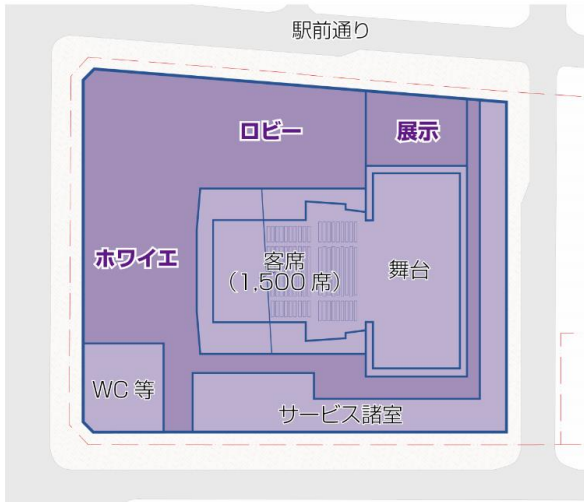 駅前通り
ロビー
展示
ホワイエ
客席
（1,500 席）
舞台
WC 等
サービス諸室